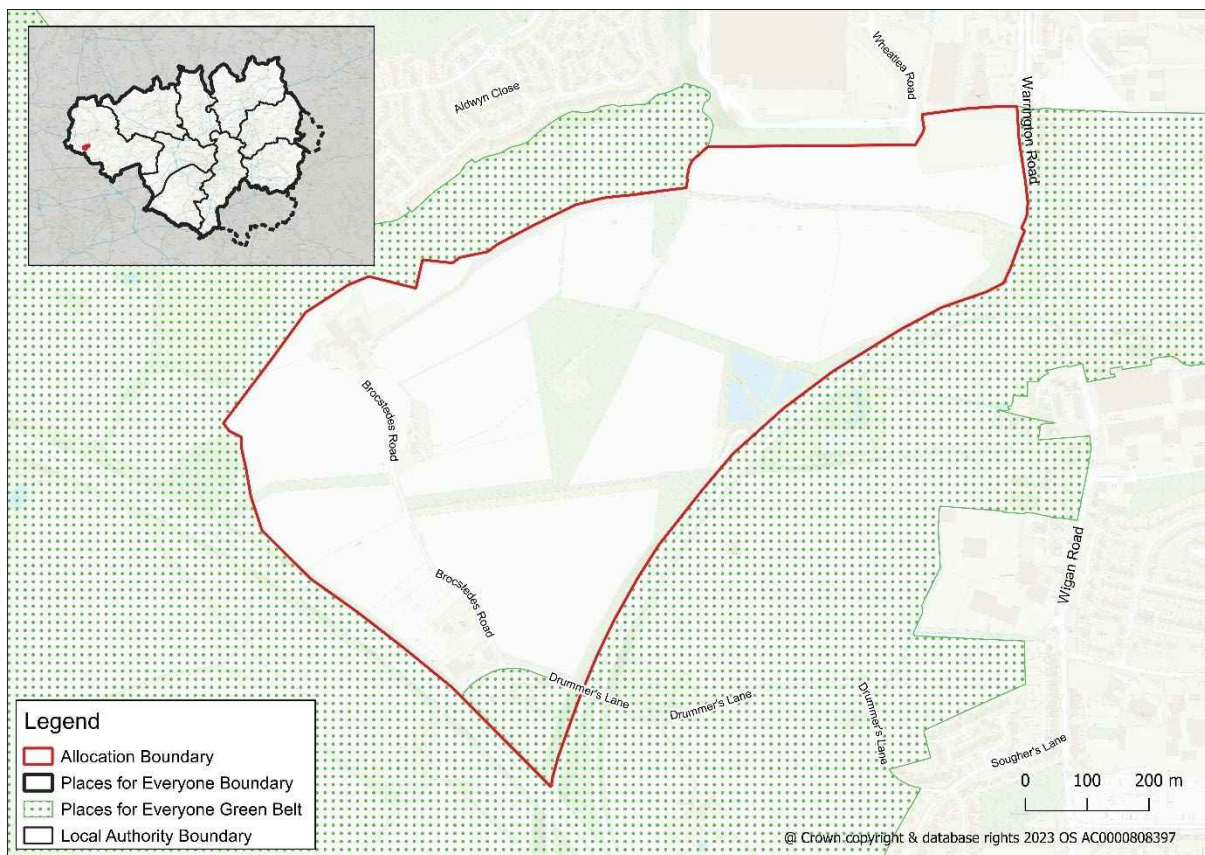 Wheatlea Road
Warrington Road
Aldwyn Close
Brocstedes Road
Brocstedes Road
Wigan Road
Drummer's Lane
Drummer's Lane
Drummer's Lane
Sougher's Lane
Legend
Allocation Boundary
Places for Everyone Boundary
Places for Everyone Green Belt
Local Authority Boundary
0 100 200 m
@ Crown copyright & database rights 2023 OS AC0000808397